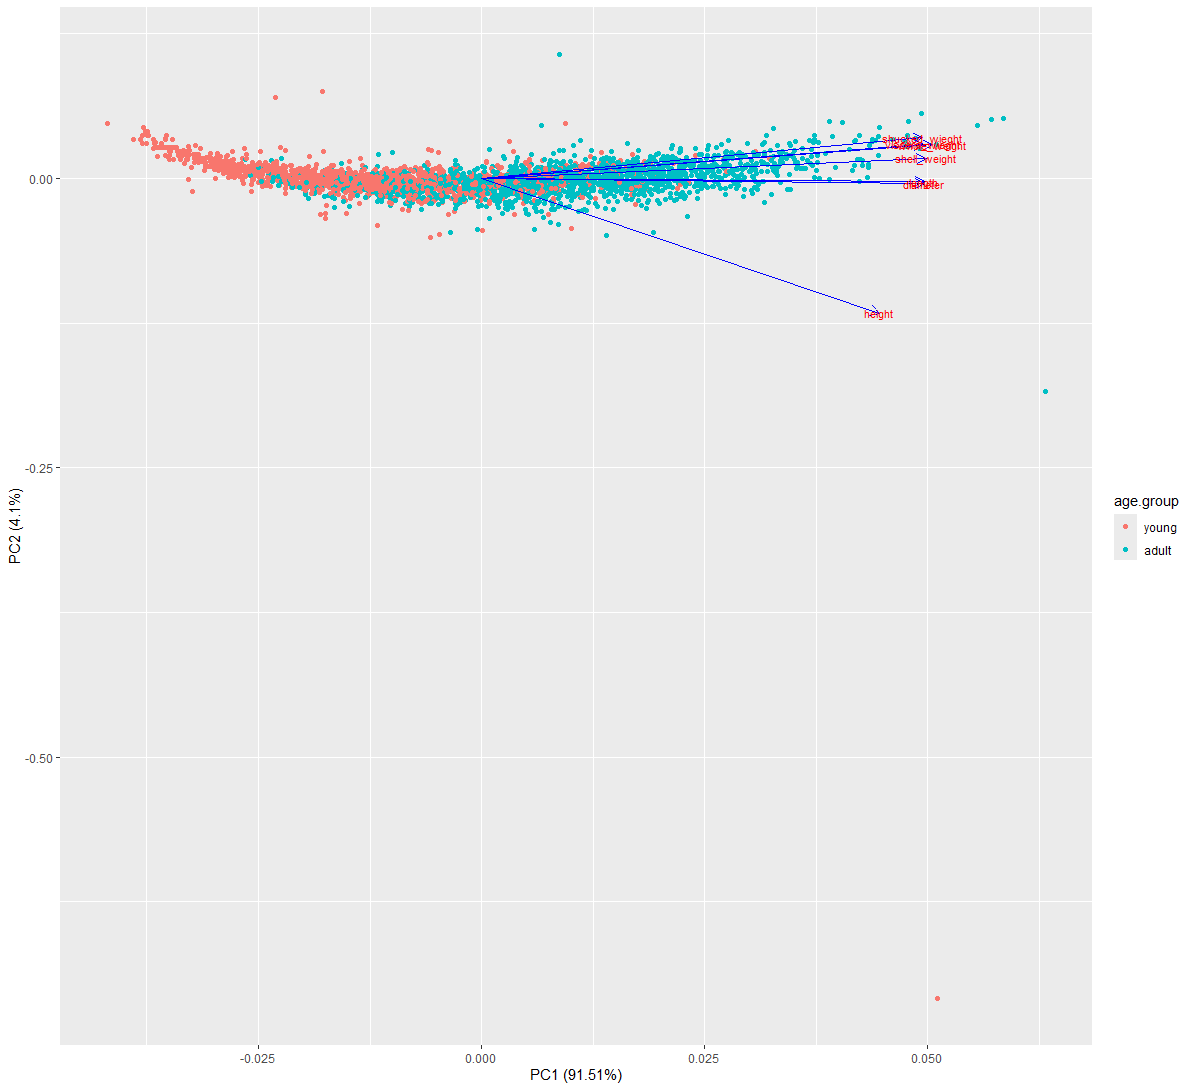 0.00
-0.25
-0.50
PC2 (4.1%)
-0.025
0.000
0.025
0.050
PC1 (91.51%)
height
shell_weight
diameter
age.group
young
adult